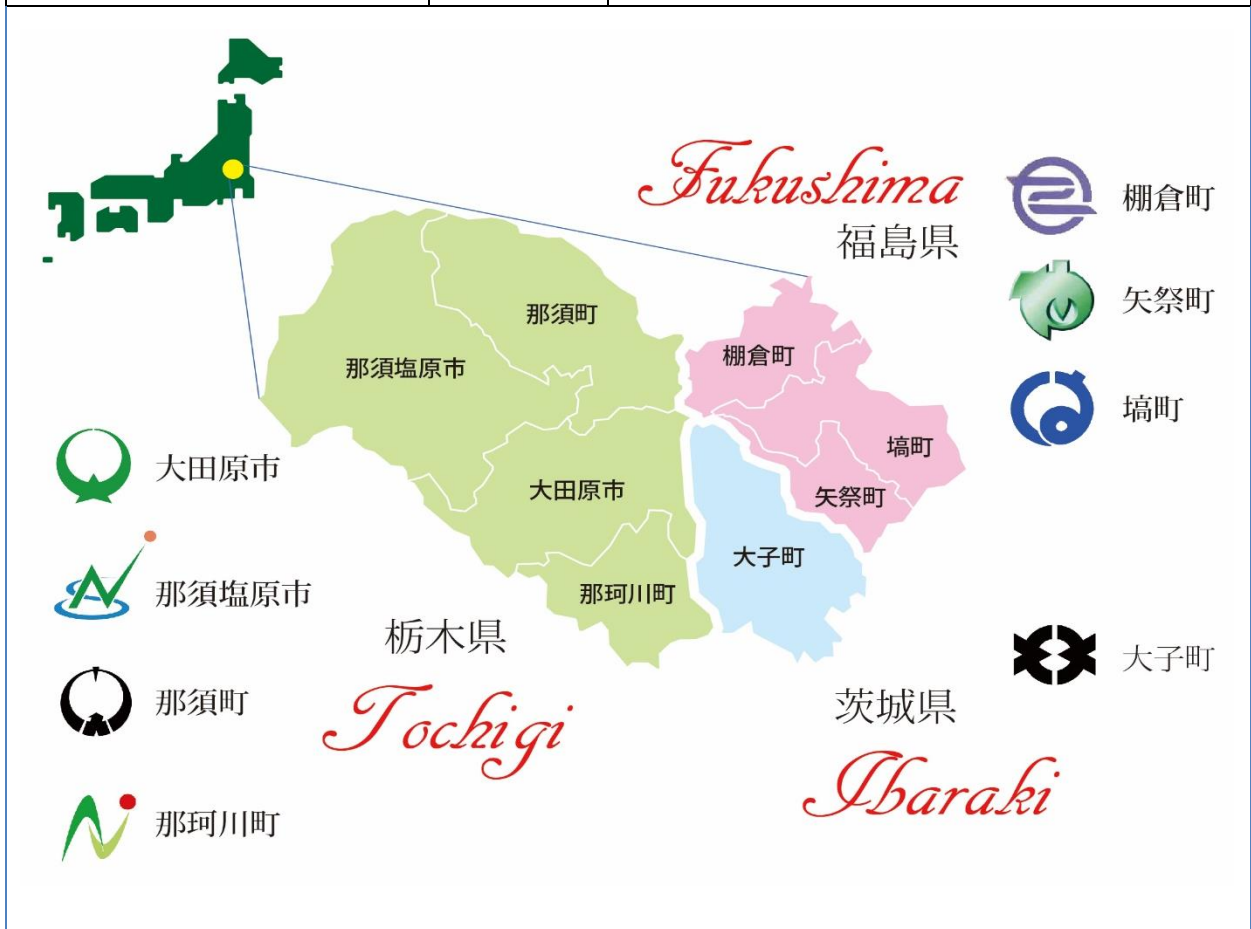 Fukushima
福島県
棚倉町
矢祭町
塙町
那須町
棚倉町
那須塩原市
塙町
大田原市
矢祭町
大子町
那珂川町
大田原市
那須塩原市
那須町
那珂川町
栃木県
Tochigi
大子町
茨城県
Ibaraki